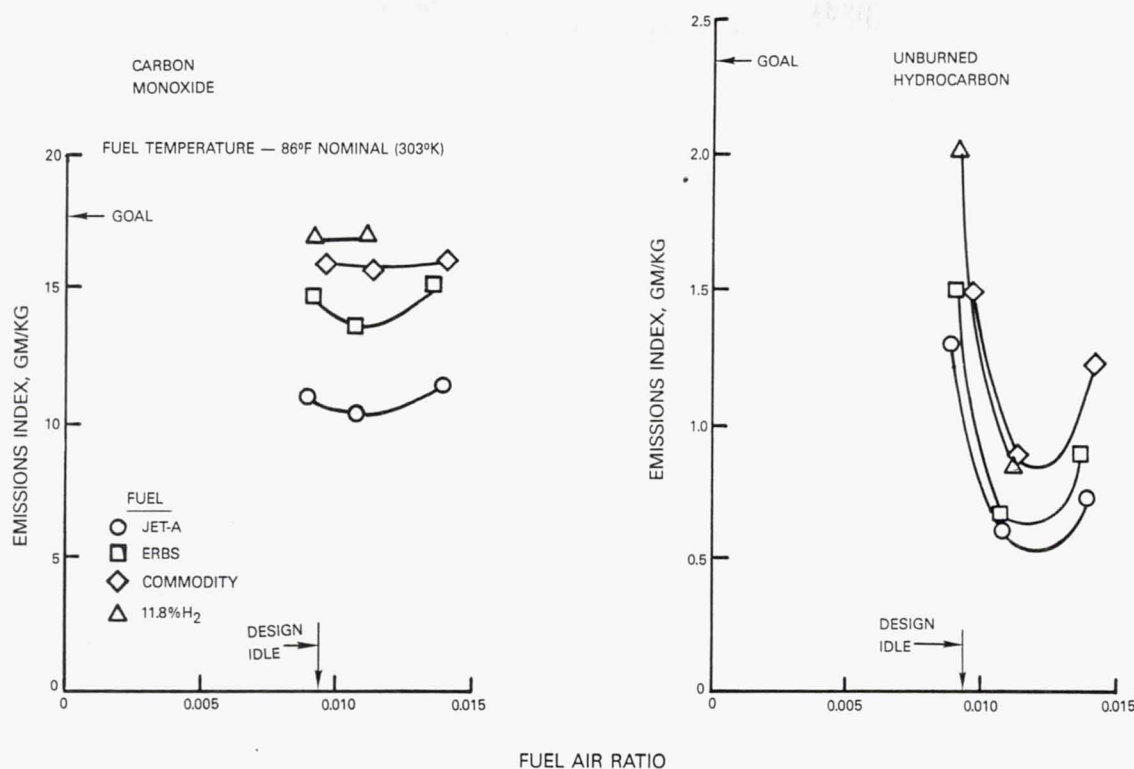 CARBON
MONOXIDE
FUEL TEMPERATURE — 86ºF NOMINAL (303ºK)
20
GOAL
15
10
5
0
EMISSIONS INDEX, GM/KG
FUEL
JET-A
ERBS
COMMODITY
11.8%H2
DESIGN
IDLE
0
0.005
0.010
0.015
UNBURNED
HYDROCARBON
2.5
GOAL
2.0
1.5
1.0
0.5
0
EMISSIONS INDEX, GM/KG
DESIGN
IDLE
0
0.005
0.010
0.015
FUEL AIR RATIO